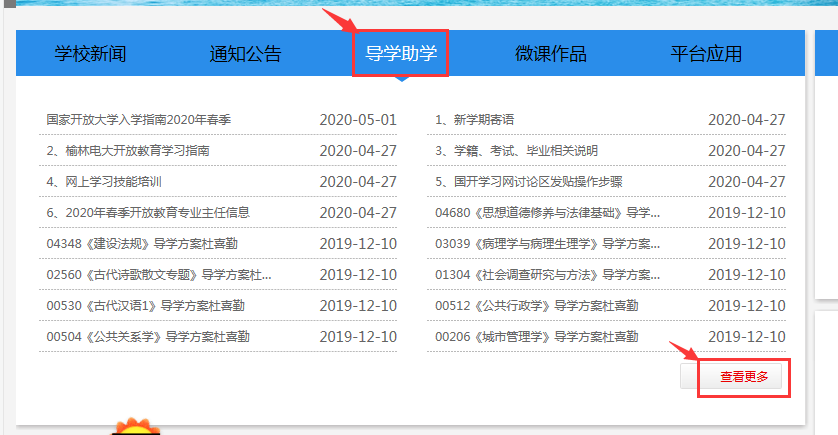 学校新闻 通知公告 导学助学 微课作品 平台应用
国家开放大学入学指南2020年春季 2020-05-01
1、新学期寄语 2020-04-27
2、榆林电大开放教育学习指南 2020-04-27
3、学籍、考试、毕业相关说明 2020-04-27
4、网上学习技能培训 2020-04-27
5、国开学习网讨论区发贴操作步骤 2020-04-27
6、2020年春季开放教育专业主任信息 2020-04-27
04680《思想道德修养与法律基础》导学... 2019-12-10
04348《建设法规》导学方案杜喜勤 2019-12-10
03039《病理学与病理生理学》导学方案... 2019-12-10
02560《古代诗歌散文专题》导学方案杜... 2019-12-10
01304《社会调查研究与方法》导学方案... 2019-12-10
00530《古代汉语1》导学方案杜喜勤 2019-12-10
00512《公共行政学》导学方案杜喜勤 2019-12-10
00504《公共关系学》导学方案杜喜勤 2019-12-10
00206《城市管理学》导学方案杜喜勤 2019-12-10
查看更多